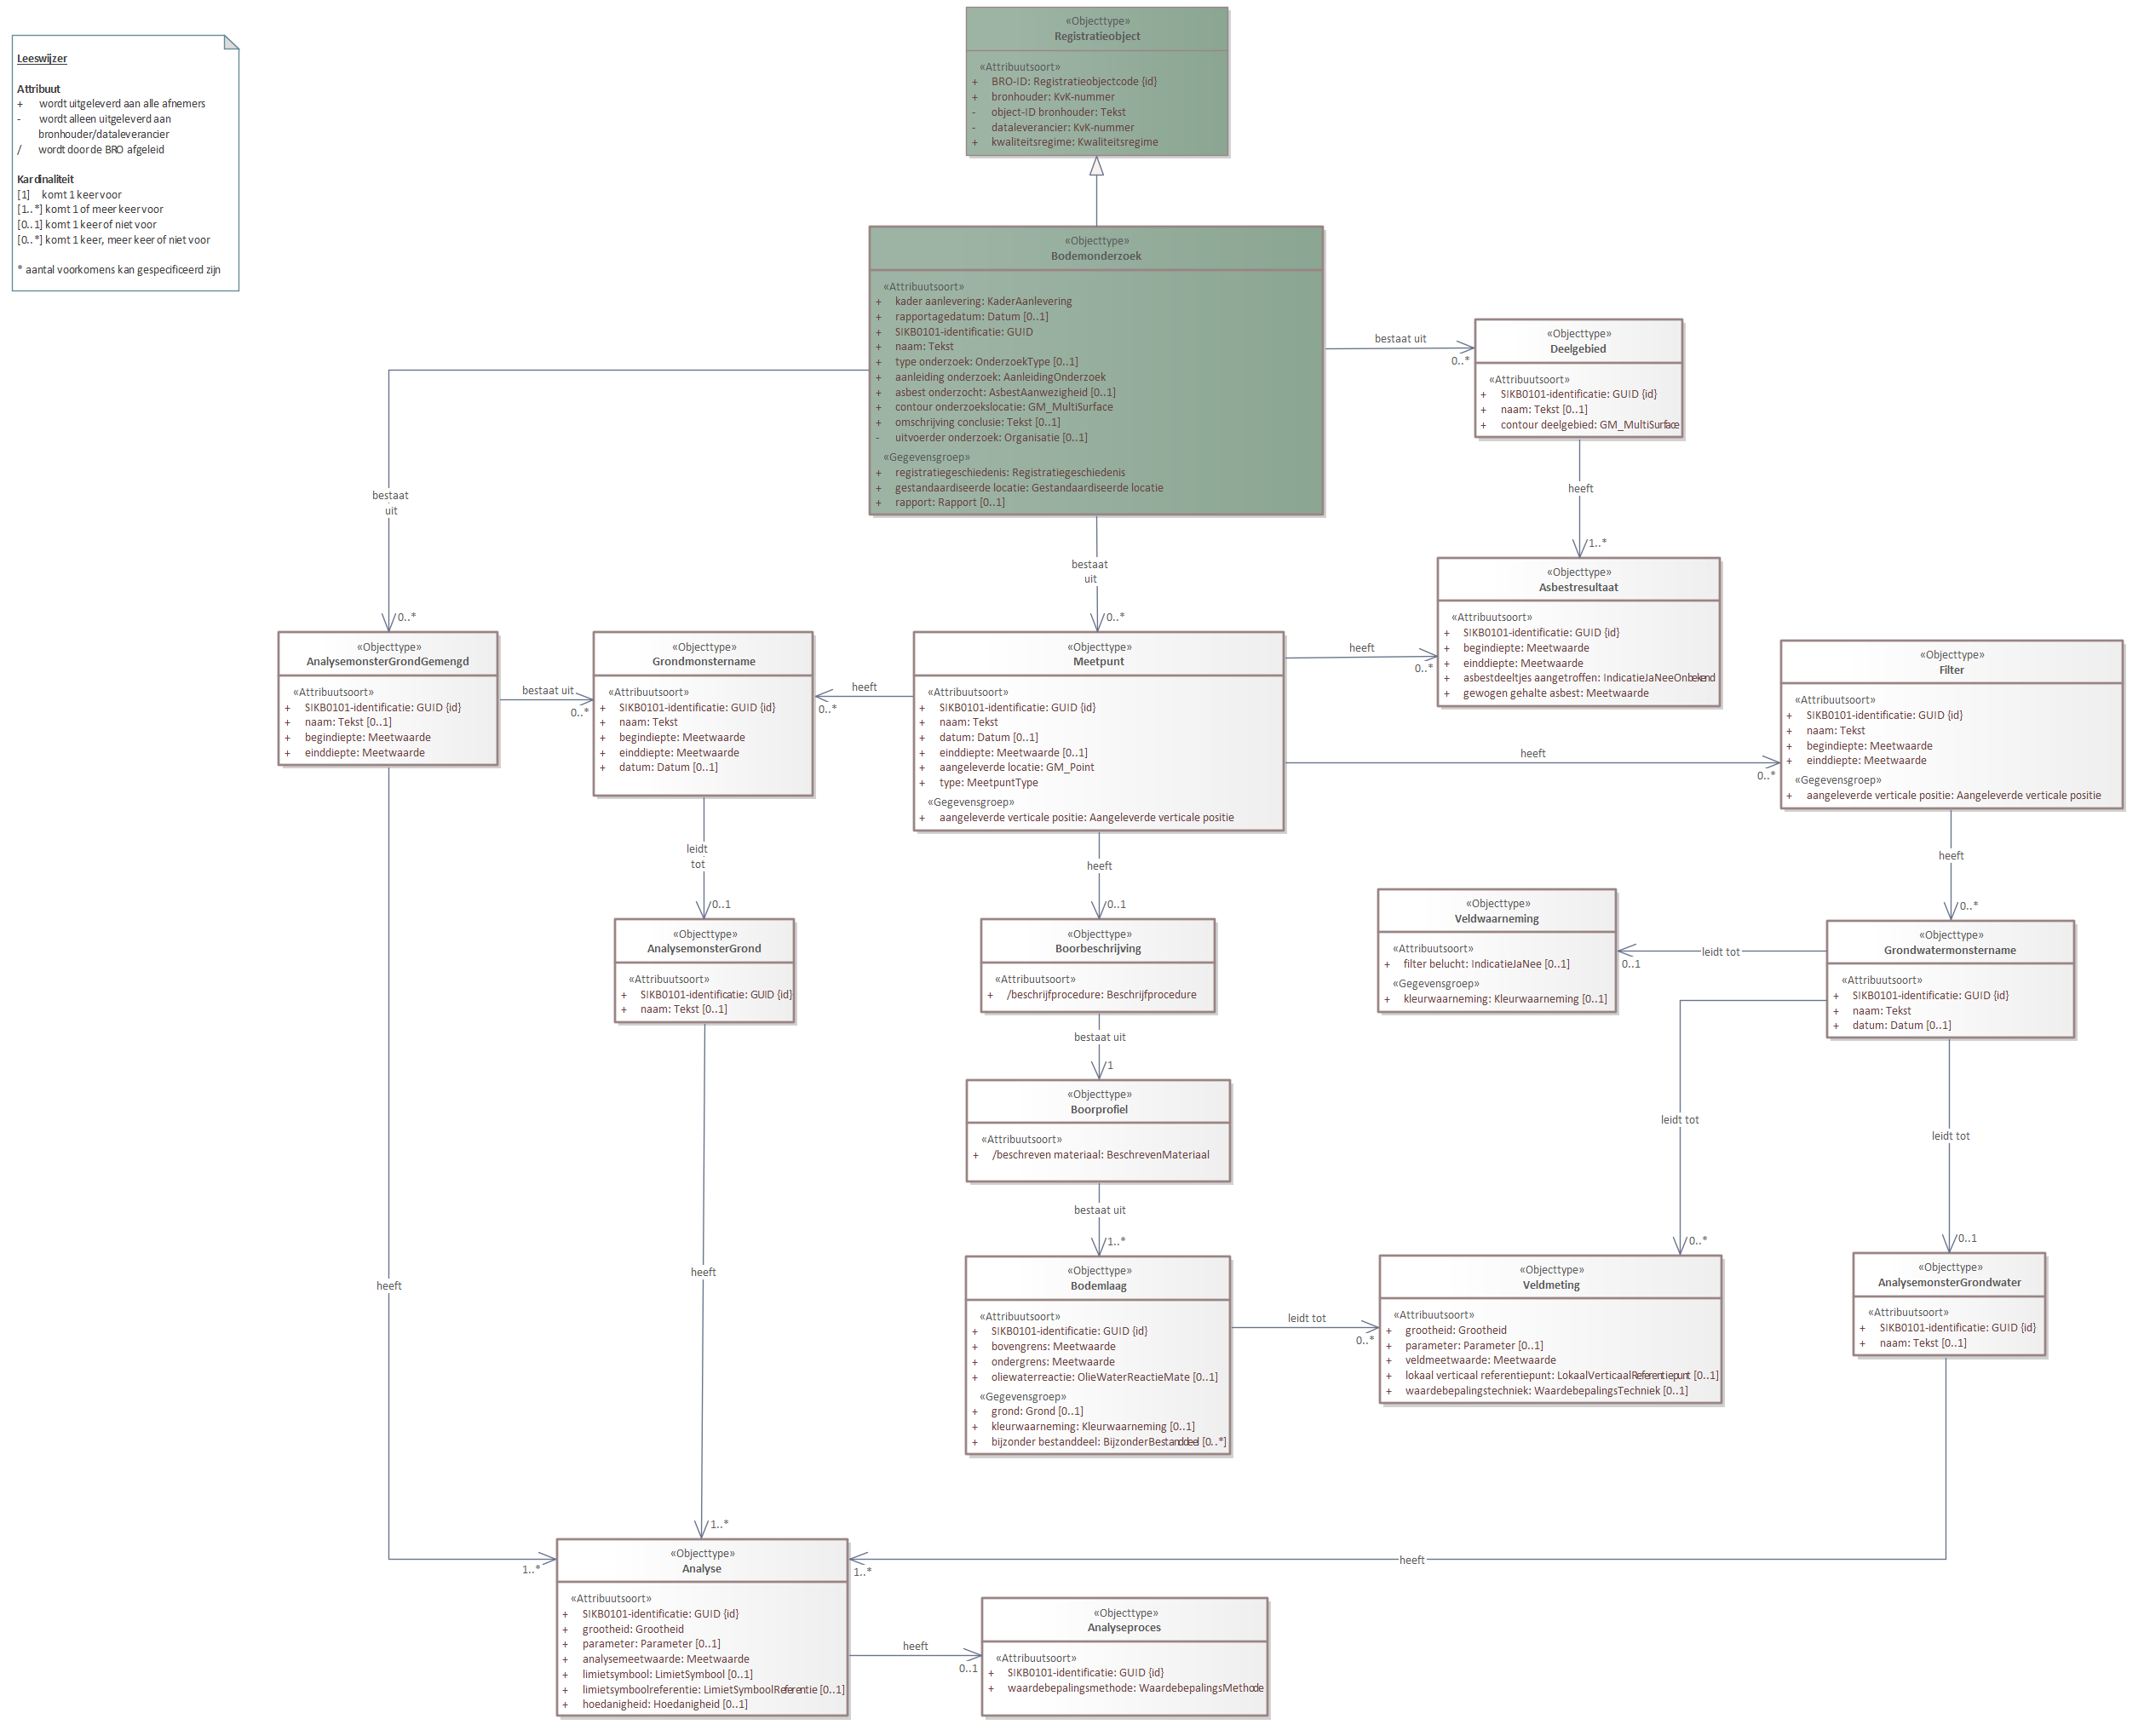 Leeswijzer
Attribuut
+ wordt uitgeleverd aan alle afnemers
- wordt alleen uitgeleverd aan
bronhouder/dataleverancier
/ wordt door de BRO afgeleid
Kardinaliteit
[1] komt 1 keer voor
[1..*] komt 1 of meer keer voor
[0..1] komt 1 keer of niet voor
[0..*] komt 1 keer, meer keer of niet voor
* aantal voorkomens kan gespecificeerd zijn
«Objecttype»
Registratieobject
«Attribuutsoort»
+ BRO-ID: Registratieobjectcode {id}
+ bronhouder: KvK-nummer
- object-ID bronhouder: Tekst
- dataleverancier: KvK-nummer
+ kwaliteitsregime: Kwaliteitsregime
«Objecttype»
Bodemonderzoek
«Attribuutsoort»
+ kader aanlevering: KaderAanlevering
+ rapportagedatum: Datum [0..1]
+ SIKB0101-identificatie: GUID
+ naam: Tekst
+ type onderzoek: OnderzoekType [0..1]
+ aanleiding onderzoek: AanleidingOnderzoek
+ asbest onderzocht: AsbestAanwezigheid [0..1]
+ contour onderzoekslocatie: GM_MultiSurface
+ omschrijving conclusie: Tekst [0..1]
- uitvoerder onderzoek: Organisatie [0..1]
«Gegevensgroep»
+ registratiegeschiedenis: Registratiegeschiedenis
+ gestandaardiseerde locatie: Gestandaardiseerde locatie
+ rapport: Rapport [0..1]
bestaat uit
0..*
«Objecttype»
Deelgebied
«Attribuutsoort»
+ SIKB0101-identificatie: GUID {id}
+ naam: Tekst [0..1]
+ contour deelgebied: GM_MultiSurface
heeft
1..*
bestaat
uit
0..*
bestaat
uit
0..*
«Objecttype»
Asbestresultaat
«Attribuutsoort»
+ SIKB0101-identificatie: GUID {id}
+ begindiepte: Meetwaarde
+ einddiepte: Meetwaarde
+ asbestdeeltjes aangetroffen: IndicatieJaNeeOnbekend
+ gewogen gehalte asbest: Meetwaarde
«Objecttype»
AnalysemonsterGrondGemengd
«Attribuutsoort»
+ SIKB0101-identificatie: GUID {id}
+ naam: Tekst [0..1]
+ begindiepte: Meetwaarde
+ einddiepte: Meetwaarde
bestaat uit
0..*
«Objecttype»
Grondmonstername
«Attribuutsoort»
+ SIKB0101-identificatie: GUID {id}
+ naam: Tekst
+ begindiepte: Meetwaarde
+ einddiepte: Meetwaarde
+ datum: Datum [0..1]
heeft
0..*
«Objecttype»
Meetpunt
«Attribuutsoort»
+ SIKB0101-identificatie: GUID {id}
+ naam: Tekst
+ datum: Datum [0..1]
+ einddiepte: Meetwaarde [0..1]
+ aangeleverde locatie: GM_Point
+ type: MeetpuntType
«Gegevensgroep»
+ aangeleverde verticale positie: Aangeleverde verticale positie
heeft
0..*
heeft
0..*
«Objecttype»
Filter
«Attribuutsoort»
+ SIKB0101-identificatie: GUID {id}
+ naam: Tekst
+ begindiepte: Meetwaarde
+ einddiepte: Meetwaarde
«Gegevensgroep»
+ aangeleverde verticale positie: Aangeleverde verticale positie
leidt
tot
0..1
heeft
0..1
heeft
0..*
«Objecttype»
AnalysemonsterGrond
«Attribuutsoort»
+ SIKB0101-identificatie: GUID {id}
+ naam: Tekst [0..1]
«Objecttype»
Boorbeschrijving
«Attribuutsoort»
+ /beschrijfprocedure: Beschrijfprocedure
«Objecttype»
Veldwaarneming
«Attribuutsoort»
+ filter belucht: IndicatieJaNee [0..1]
«Gegevensgroep»
+ kleurwaarneming: Kleurwaarneming [0..1]
leidt tot
0..1
«Objecttype»
Grondwatermonstername
«Attribuutsoort»
+ SIKB0101-identificatie: GUID {id}
+ naam: Tekst
+ datum: Datum [0..1]
bestaat uit
1
«Objecttype»
Boorprofiel
«Attribuutsoort»
+ /beschreven materiaal: BeschrevenMateriaal
leidt tot
0..*
leidt tot
0..1
bestaat uit
1..*
«Objecttype»
Bodemlaag
«Attribuutsoort»
+ SIKB0101-identificatie: GUID {id}
+ bovengrens: Meetwaarde
+ ondergrens: Meetwaarde
+ oliewaterreactie: OlieWaterReactieMate [0..1]
«Gegevensgroep»
+ grond: Grond [0..1]
+ kleurwaarneming: Kleurwaarneming [0..1]
+ bijzonder bestanddeel: BijzonderBestanddeel [0..*]
leidt tot
0..*
«Objecttype»
Veldmeting
«Attribuutsoort»
+ grootheid: Grootheid
+ parameter: Parameter [0..1]
+ veldmeetwaarde: Meetwaarde
+ lokaal verticaal referentiepunt: LokaalVerticaalReferentiepunt [0..1]
+ waardebepalingstechniek: WaardebepalingsTechniek [0..1]
«Objecttype»
AnalysemonsterGrondwater
«Attribuutsoort»
+ SIKB0101-identificatie: GUID {id}
+ naam: Tekst [0..1]
heeft
1..*
heeft
1..*
heeft
1..*
«Objecttype»
Analyse
«Attribuutsoort»
+ SIKB0101-identificatie: GUID {id}
+ grootheid: Grootheid
+ parameter: Parameter [0..1]
+ analysemeetwaarde: Meetwaarde
+ limietsymbool: LimietSymbool [0..1]
+ limietsymboolreferentie: LimietSymboolReferentie [0..1]
+ hoedanigheid: Hoedanigheid [0..1]
heeft
0..1
«Objecttype»
Analyseproces
«Attribuutsoort»
+ SIKB0101-identificatie: GUID {id}
+ waardebepalingsmethode: WaardebepalingsMethode